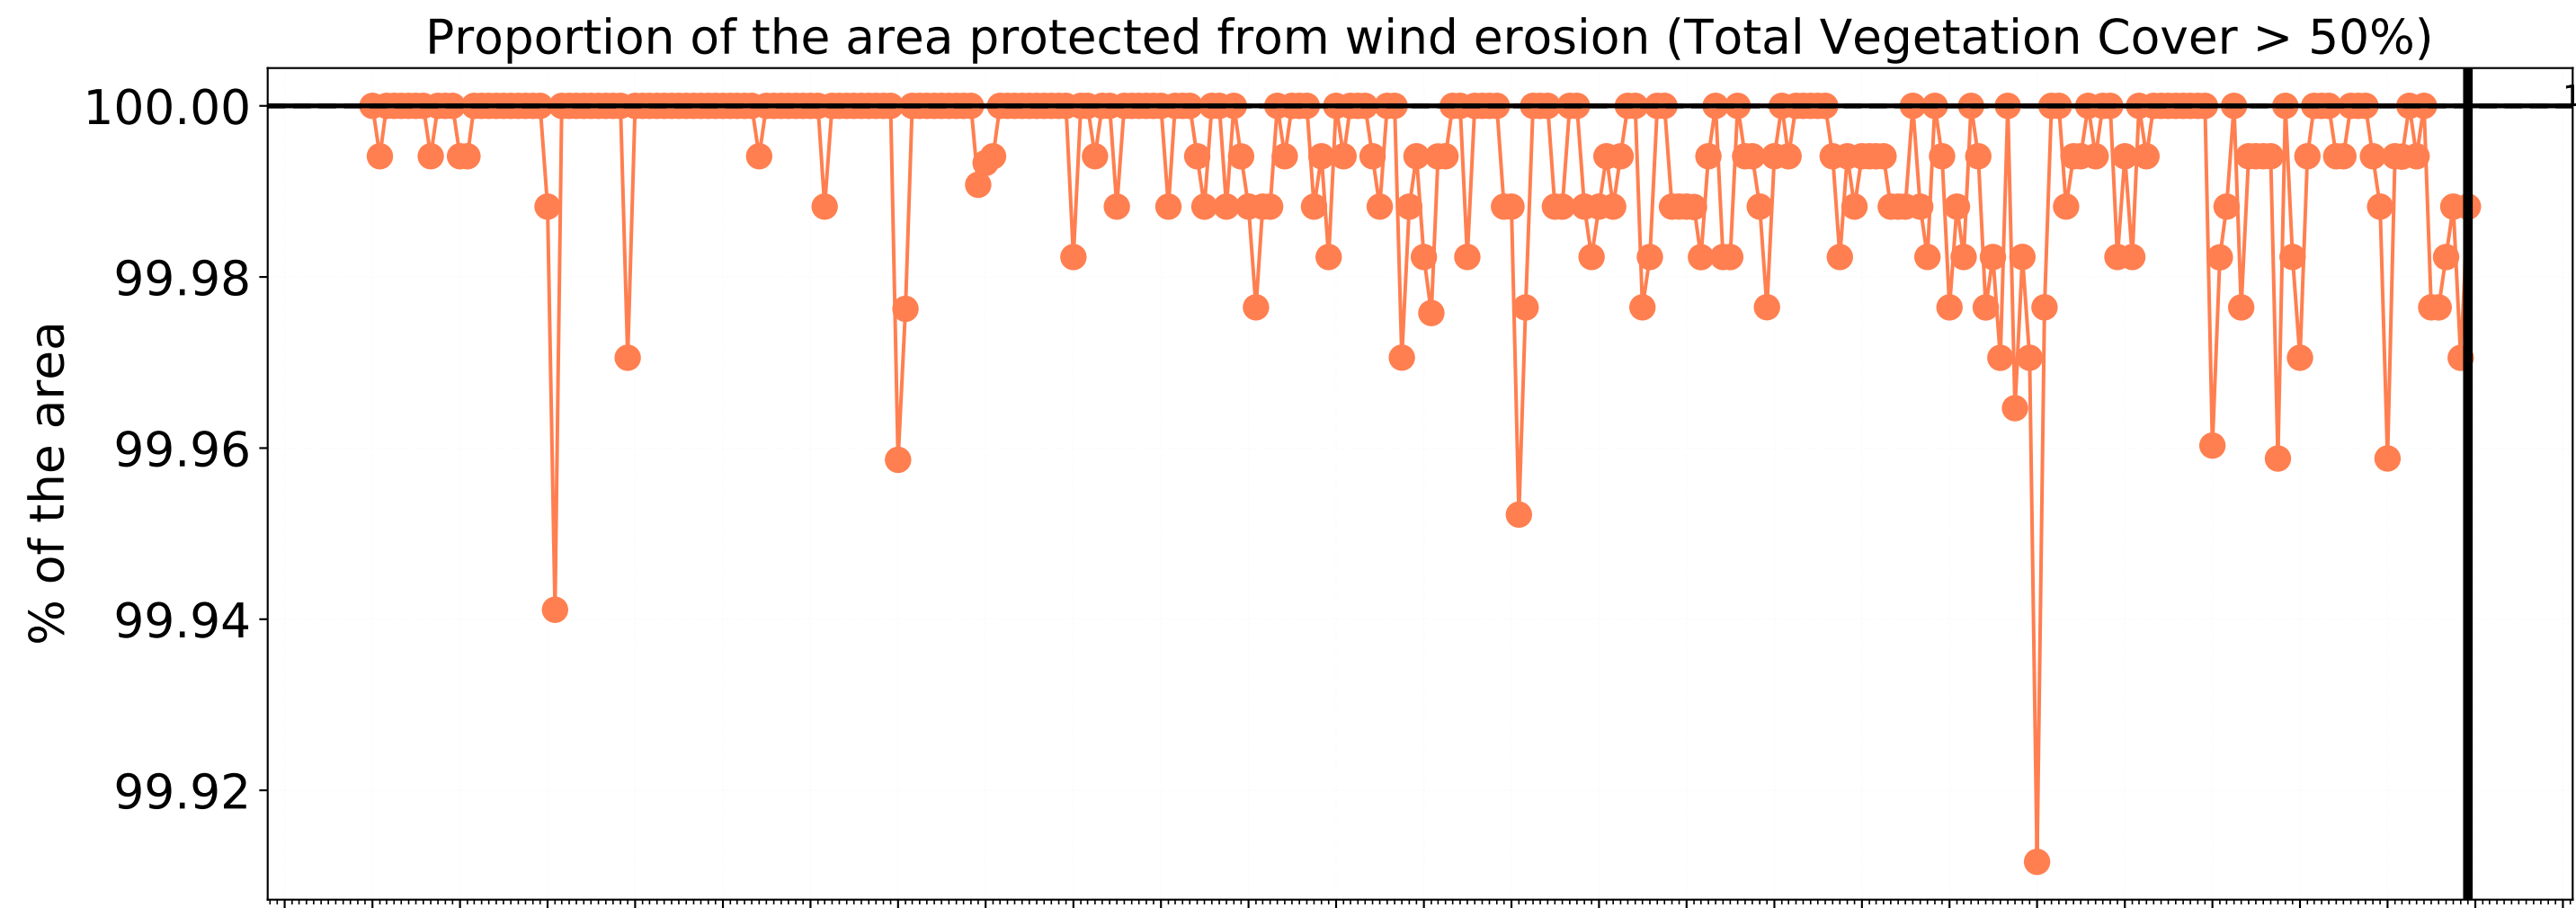 Proportion of the area protected from wind erosion (Total Vegetation Cover > 50%)
% of the area
100.00
99.98
99.96
99.94
99.92